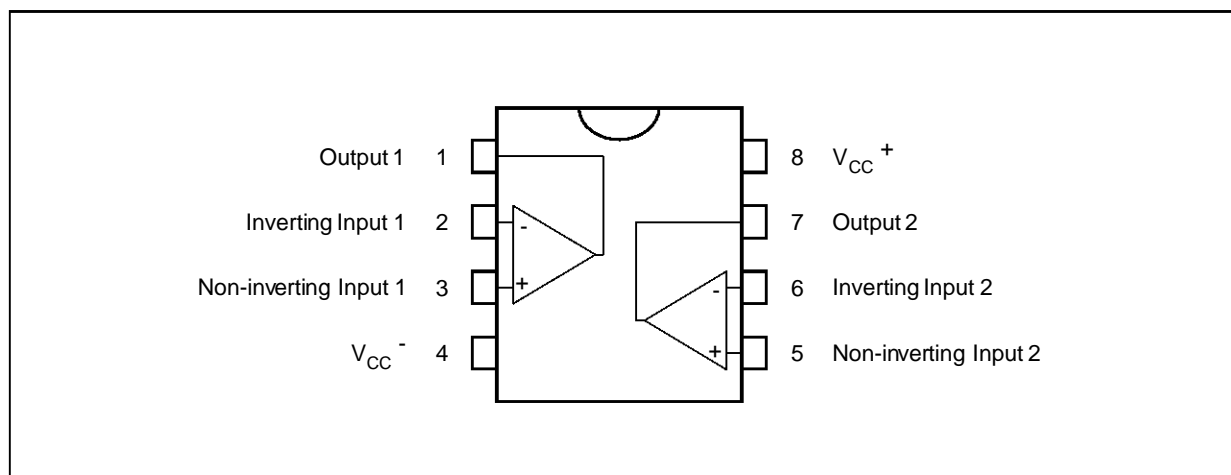 Output 1 1
8 VCC +
Inverting Input 1 2
-
7 Output 2
Non-inverting Input 1 3
+
-
6 Inverting Input 2
VCC - 4
+
5 Non-inverting Input 2